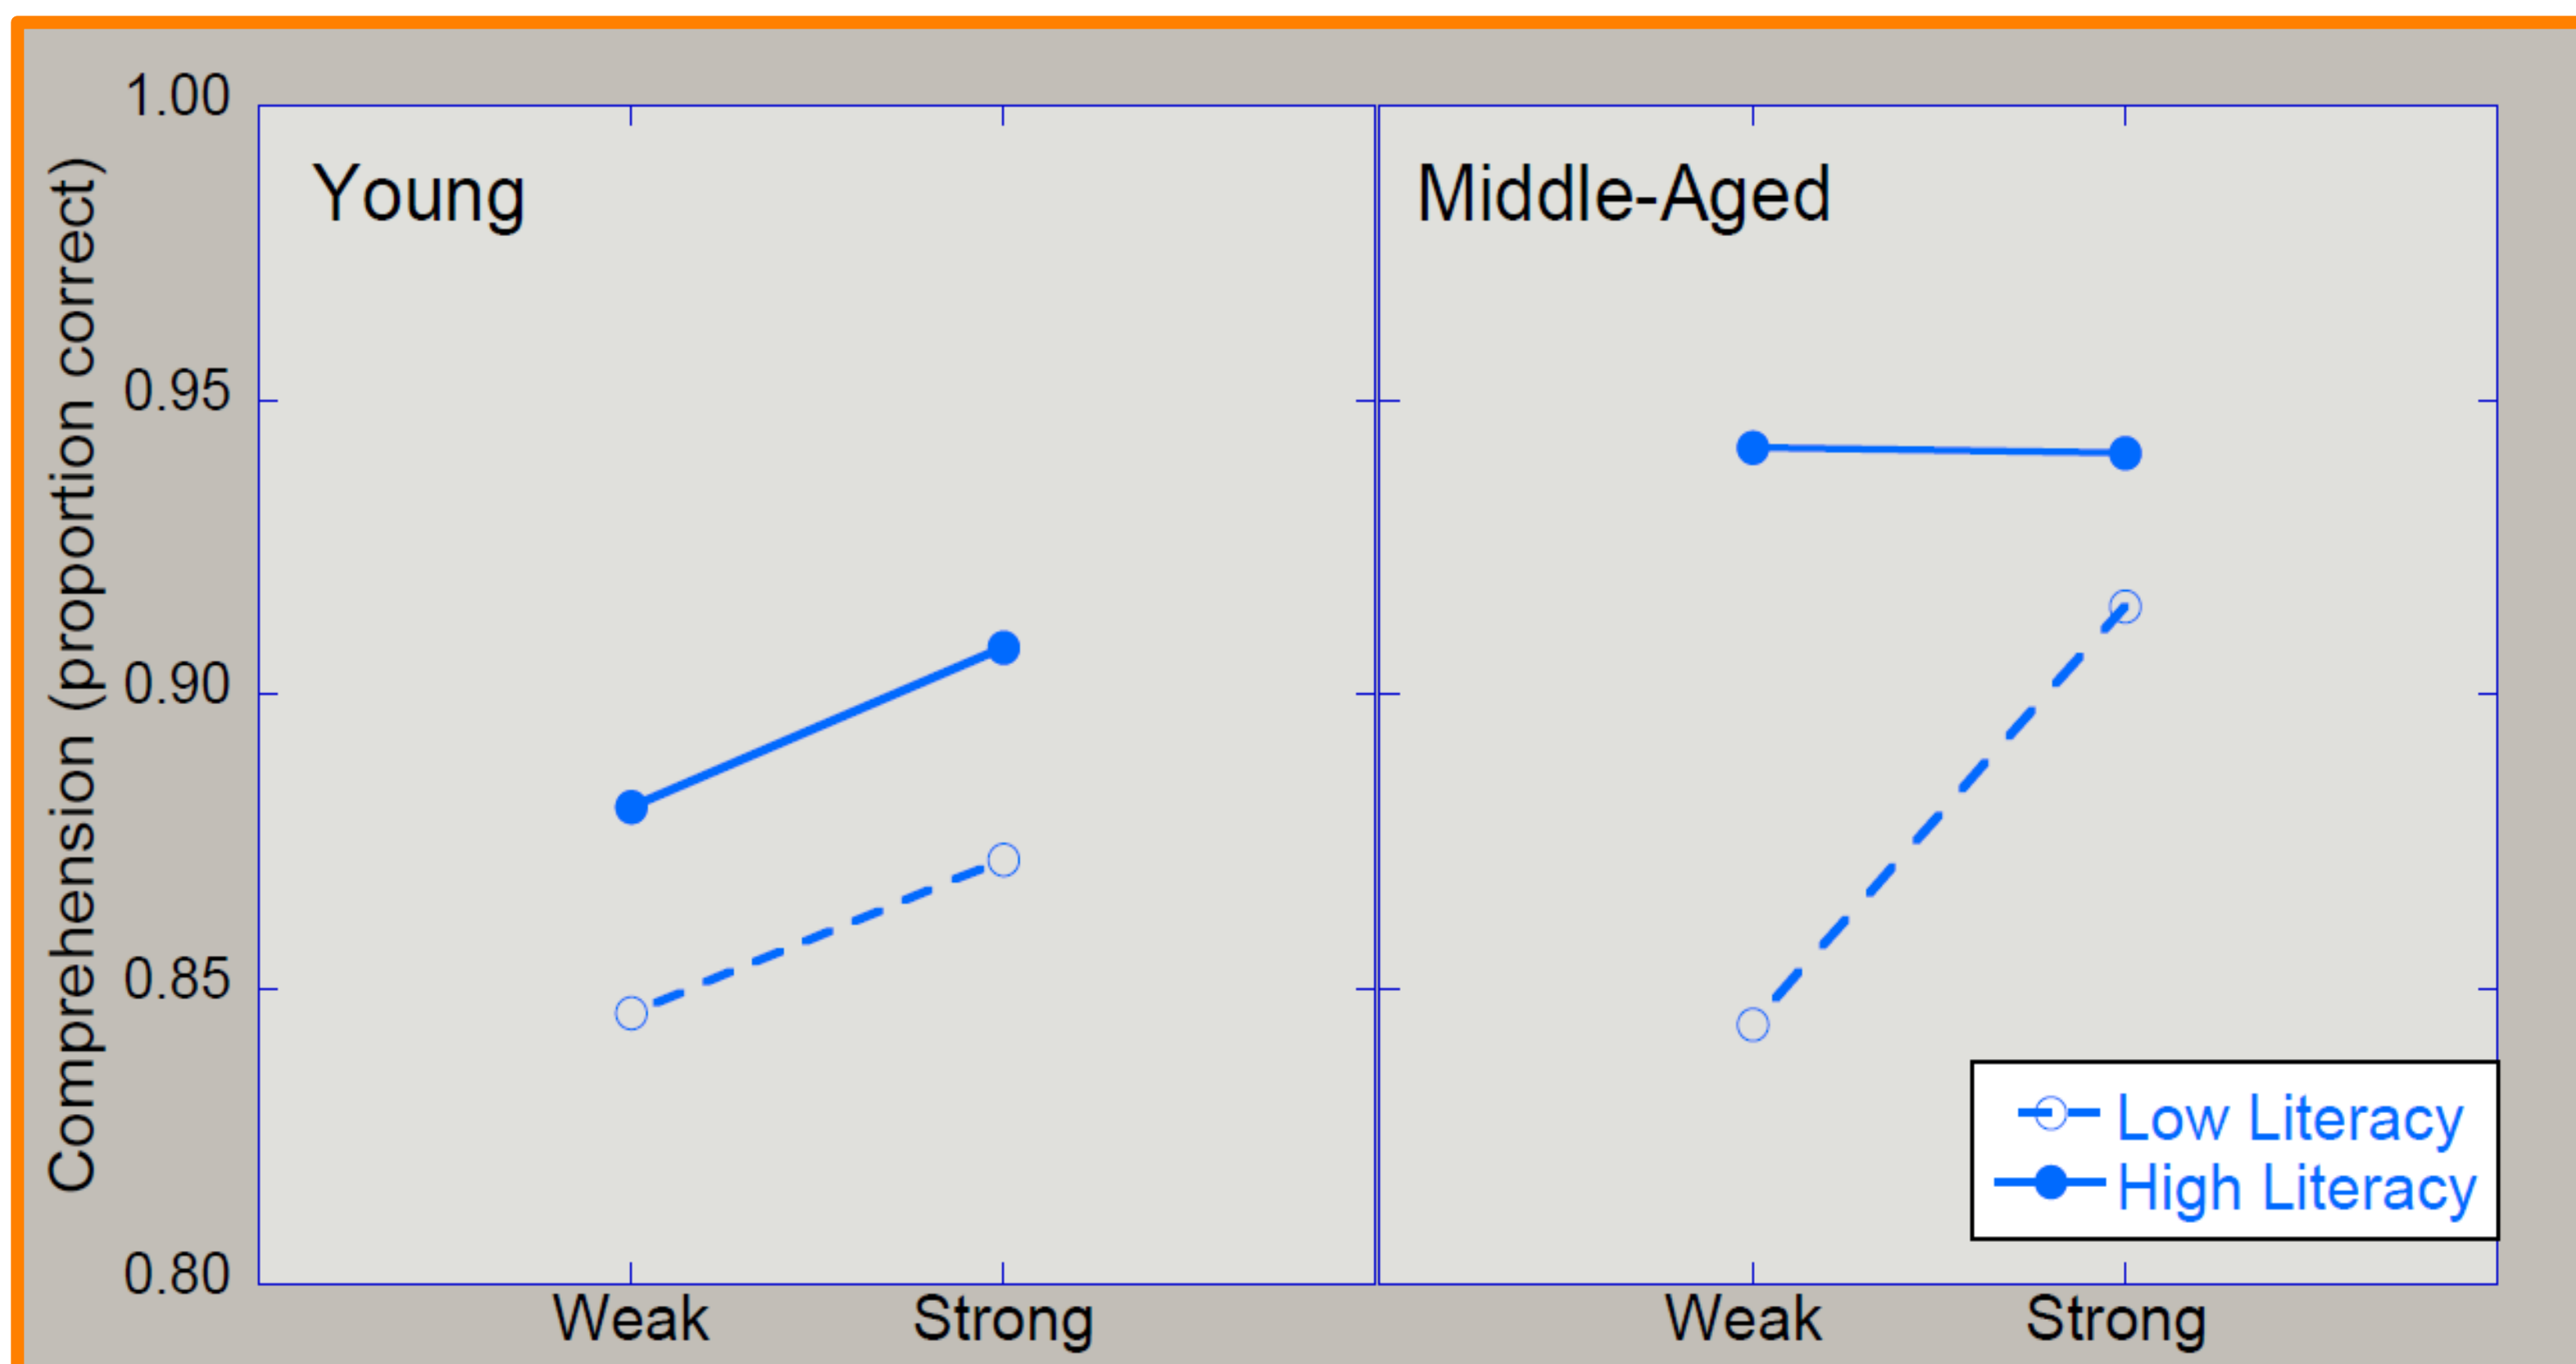 Comprehension (proportion correct)
1.00
0.95
0.90
0.85
0.80
Young
Middle-Aged
Low Literacy
High Literacy
Weak
Strong
Weak
Strong